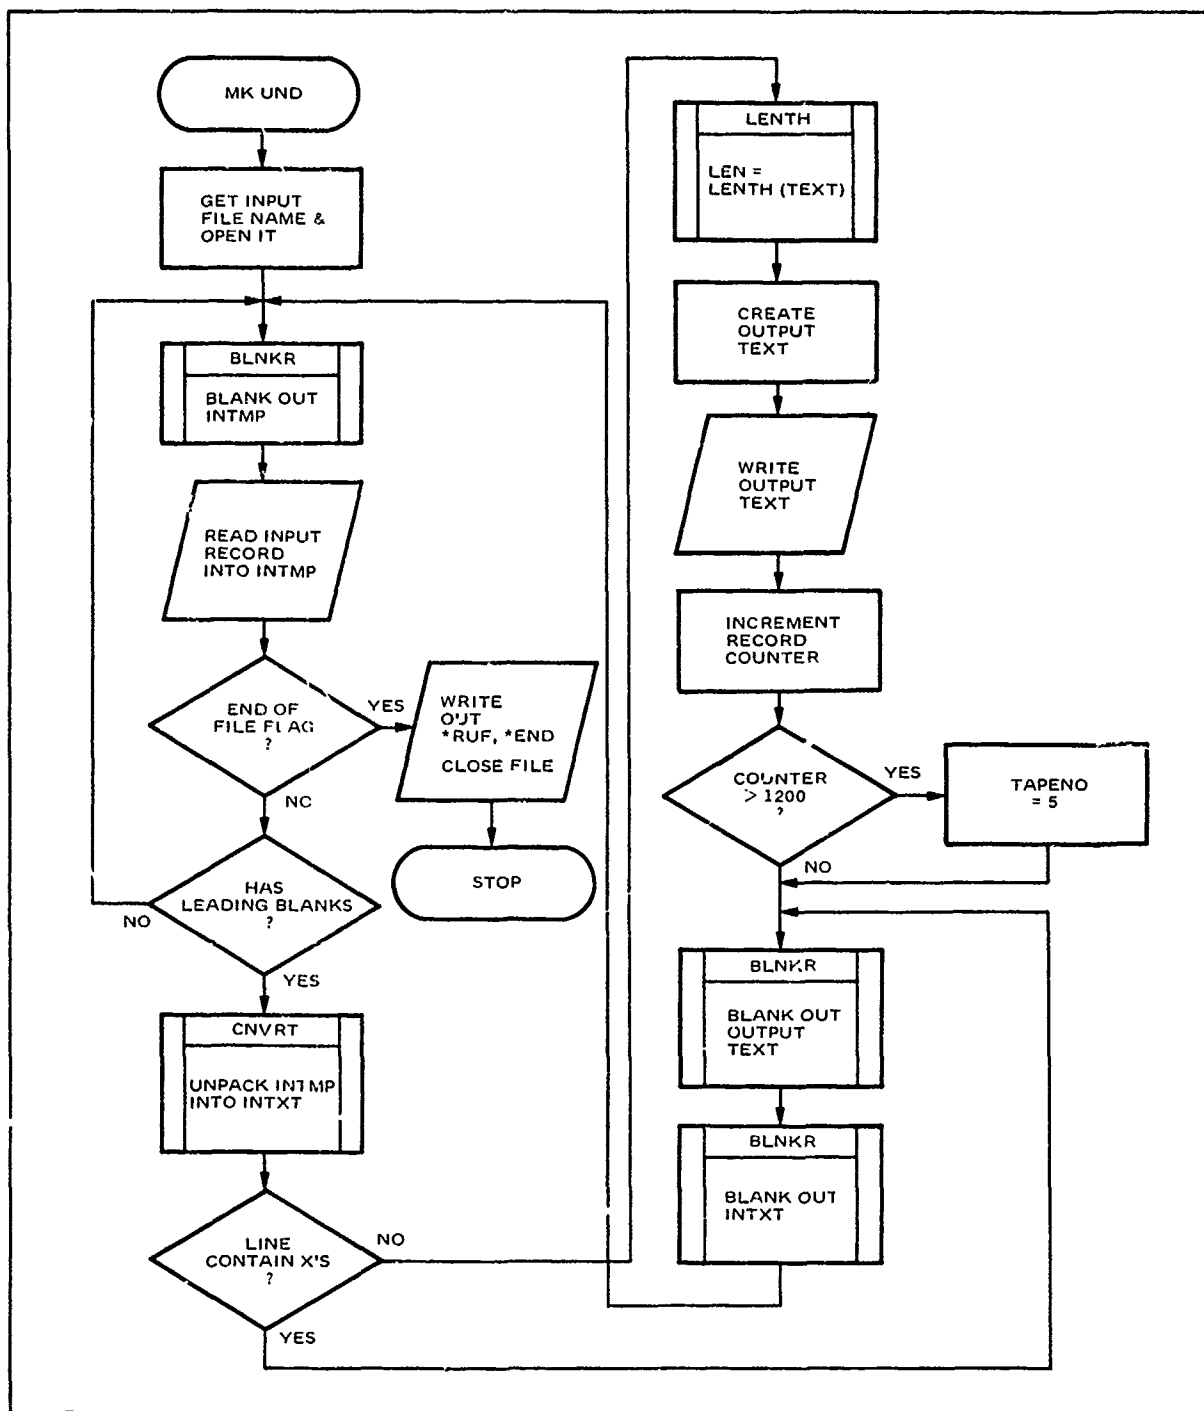 MK UND
GET INPUT
FILE NAME &
OPEN IT
BLNKR
BLANK OUT
INTMP
READ INPUT
RECORD
INTO INTMP
END OF
FILE FLAG
?
YES
NO
WRITE
OUT
*RUF, *END
CLOSE FILE
STOP
HAS
LEADING BLANKS
?
NO
YES
CNVRT
UNPACK INTMP
INTO INTXT
LINE
CONTAIN X'S
?
NO
YES
LENTH
LEN =
LENTH (TEXT)
CREATE
OUTPUT
TEXT
WRITE
OUTPUT
TEXT
INCREMENT
RECORD
COUNTER
COUNTER
> 1200
?
YES
TAPENO
= 5
NO
BLNKR
BLANK OUT
OUTPUT
TEXT
BLNKR
BLANK OUT
INTXT